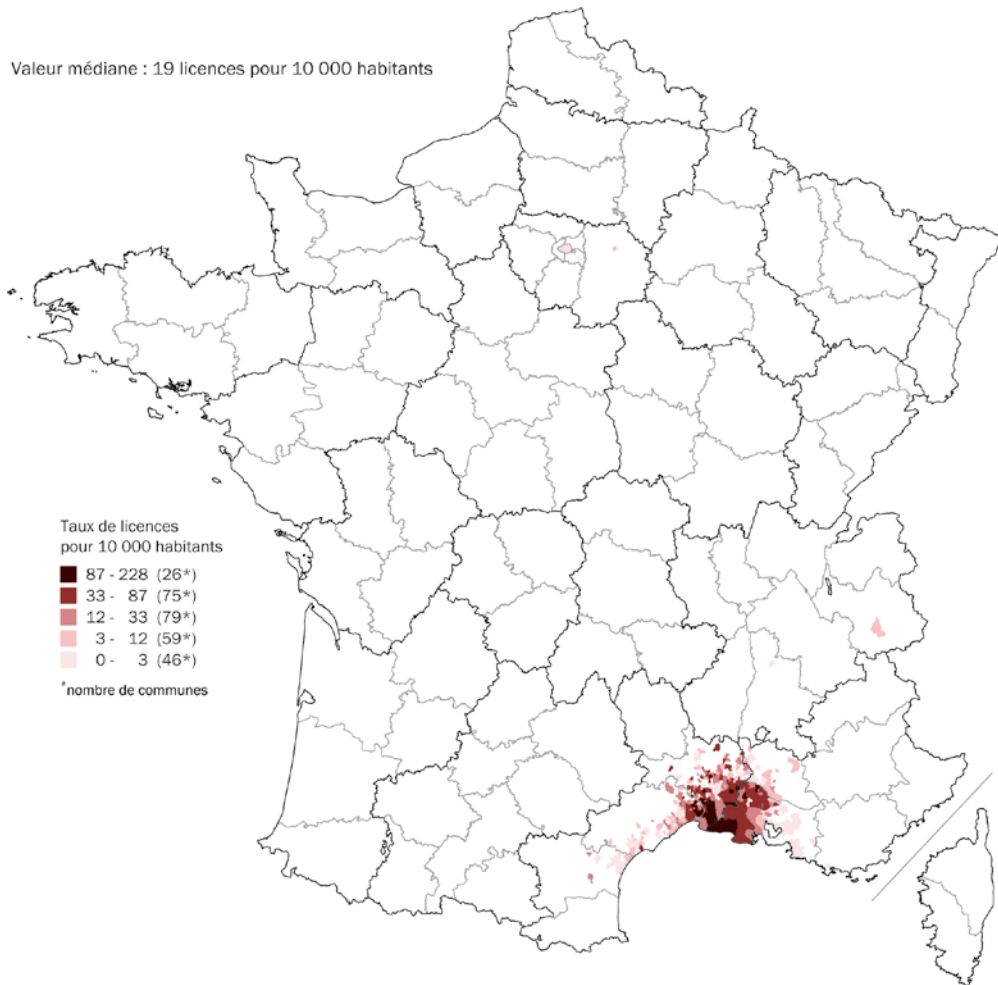 Valeur médiane : 19 licences pour 10 000 habitants
Taux de licences
pour 10 000 habitants
87 - 228 (26*)
33 - 87 (75*)
12 - 33 (79*)
3 - 12 (59*)
0 - 3 (46*)
*nombre de communes